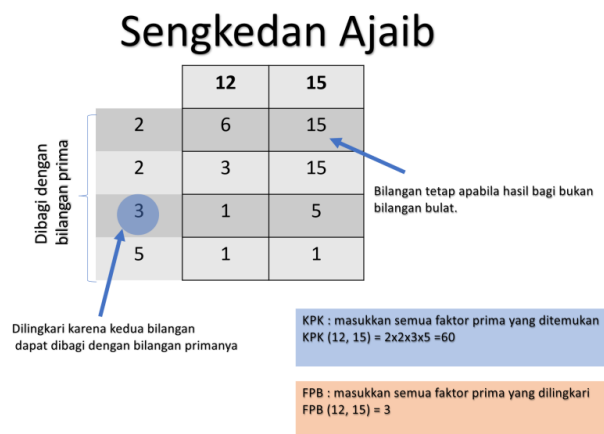 Sengkedan Ajaib
12 15
2 6 15
2 3 15
3 1 5
5 1 1
Dibagi dengan
bilangan prima
Bilangan tetap apabila hasil bagi bukan
bilangan bulat.
Dilingkari karena kedua bilangan
dapat dibagi dengan bilangan primanya
KPK : masukkan semua faktor prima yang ditemukan
KPK (12, 15) = 2x2x3x5 =60
FPB : masukkan semua faktor prima yang dilingkari
FPB (12, 15) = 3